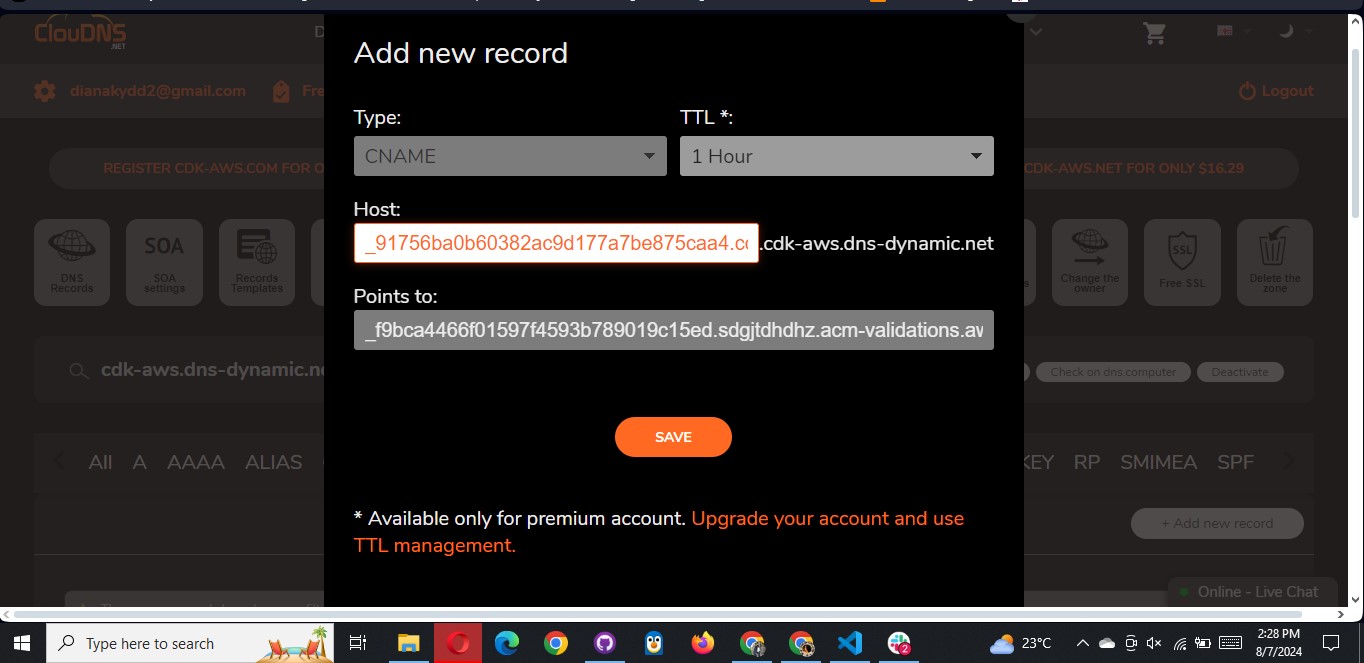 ClouDNS
.NET
Add new record
dianakydd2@gmail.com
Fre
Logout
Type:
TTL *:
CNAME
1 Hour
REGISTER CDK-AWS.COM FOR O
CDK-AWS.NET FOR ONLY $16.29
Host:
_91756ba0b60382ac9d177a7be875caa4.cc
.cdk-aws.dns-dynamic.net
DNS
Records
SOA
SOA
settings
Records
Templates
s
Change the
owner
SSL
Free SSL
Delete the
zone
Points to:
_f9bca4466f01597f4593b789019c15ed.sdgjtdhdhz.acm-validations.av
cdk-aws.dns-dynamic.ne
Check on dns.computer
Deactivate
SAVE
All A AAAA ALIAS
KEY RP SMIMEA SPF
* Available only for premium account. Upgrade your account and use
TTL management.
+ Add new record
Online - Live Chat
Type here to search
2
23°C
2:28 PM
8/7/2024